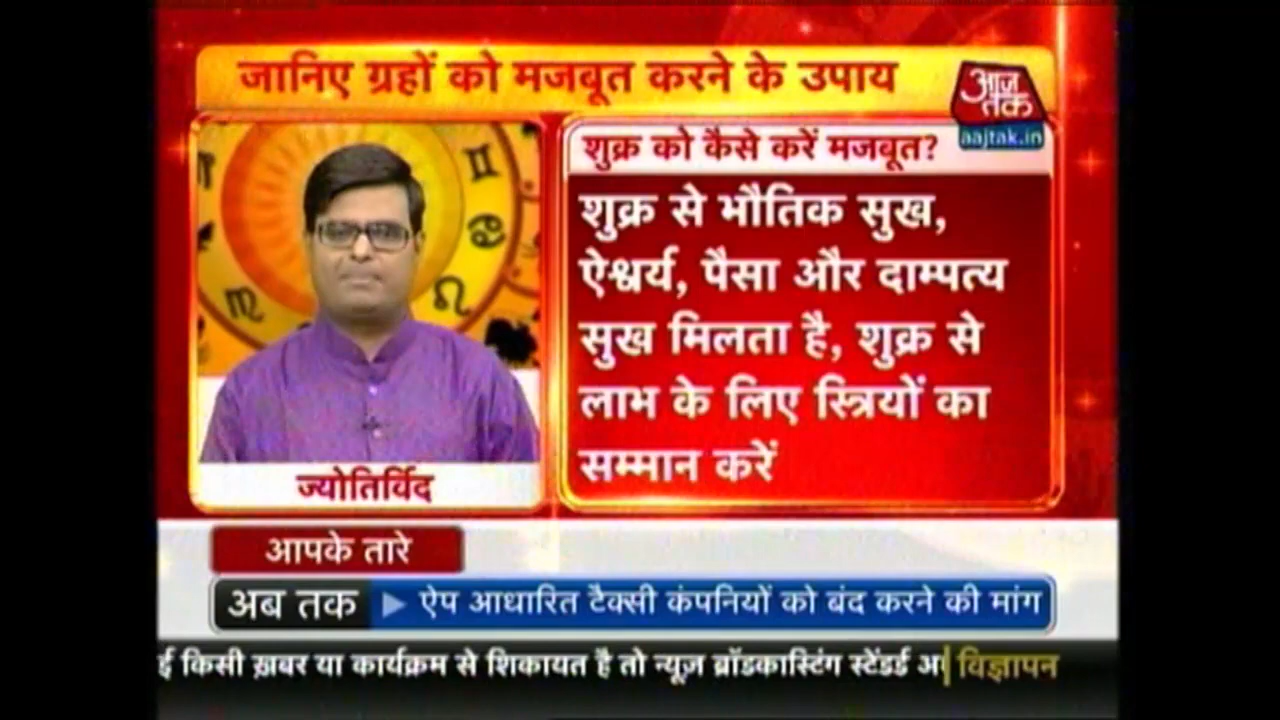 जानिए ग्रहों को मजबूत करने के उपाय
आज
तक
aajtak.in
शुक्र को कैसे करें मजबूत?
शुक्र से भौतिक सुख,
ऐश्वर्य, पैसा और दाम्पत्य
सुख मिलता है, शुक्र से
लाभ के लिए स्त्रियों का
सम्मान करें
ज्योतिर्विद
आपके तारे
अब तक ऐप आधारित टैक्सी कंपनियों को बंद करने की मांग
किसी ख़बर या कार्यक्रम से शिकायत है तो न्यूज़ ब्रॉडकास्टिंग स्टेंडर्ड विज्ञापन